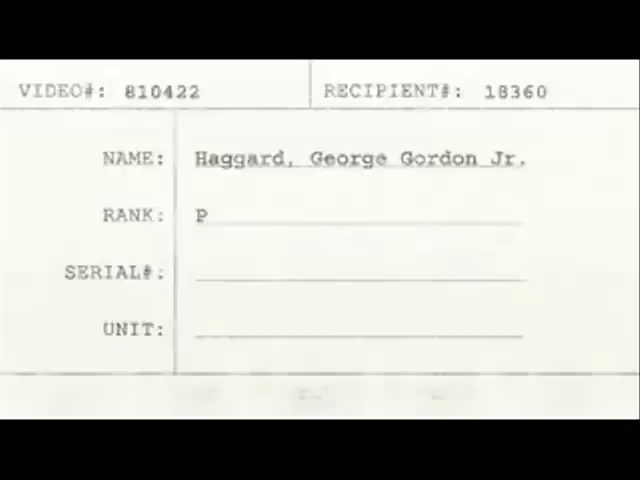 VIDEO#: 810422
RECIPIENT#: 18360
NAME: Haggard, George Gordon Jr.
RANK: P
SERIAL#:
UNIT: